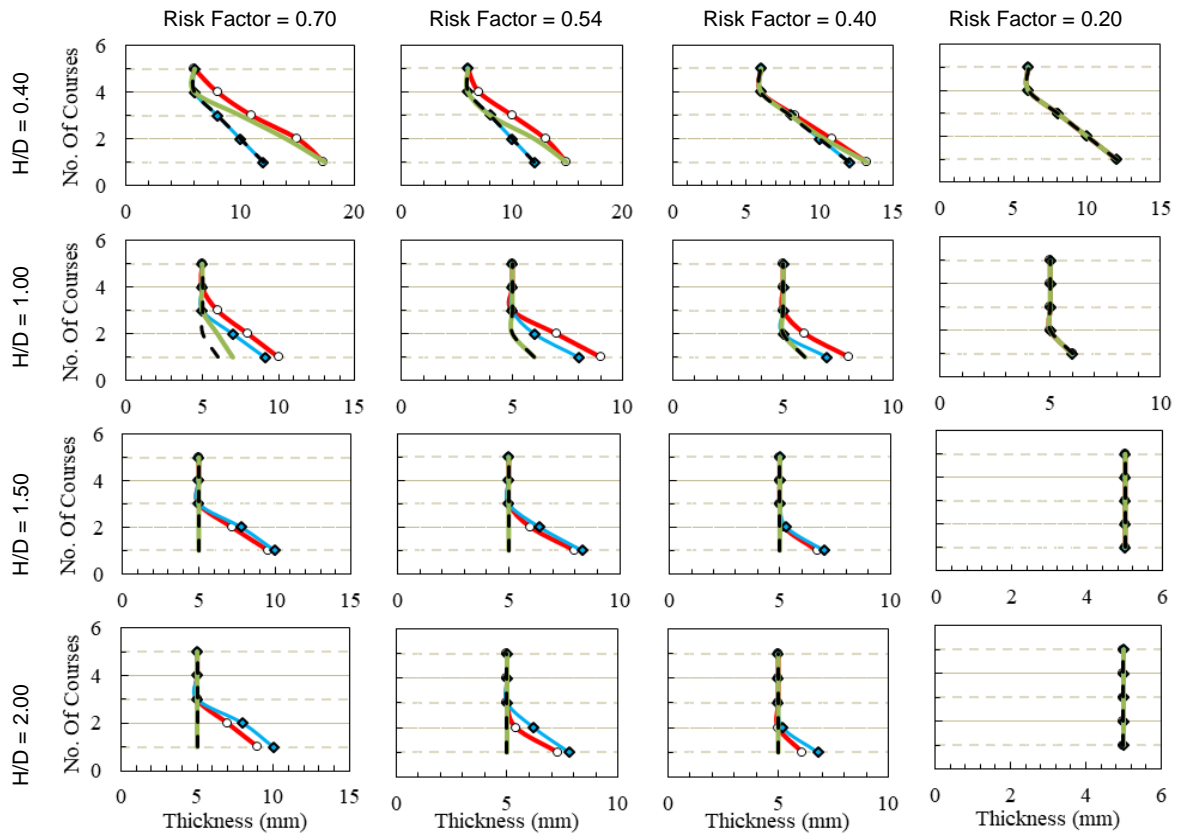 Risk Factor = 0.70 Risk Factor = 0.54 Risk Factor = 0.40 Risk Factor = 0.20
H/D = 0.40
No. Of Courses
6
4
2
0
0 10 20 0 10 20 0 5 10 15 0 5 10 15
H/D = 1.00
No. Of Courses
6
4
2
0
0 5 10 15 0 5 10 0 5 10 0 5 10
H/D = 1.50
No. Of Courses
6
4
2
0
0 5 10 15 0 5 10 0 5 10 0 2 4 6
H/D = 2.00
No. Of Courses
6
4
2
0
0 5 10 15 0 5 10 0 5 10 0 2 4 6
Thickness (mm) Thickness (mm) Thickness (mm) Thickness (mm)